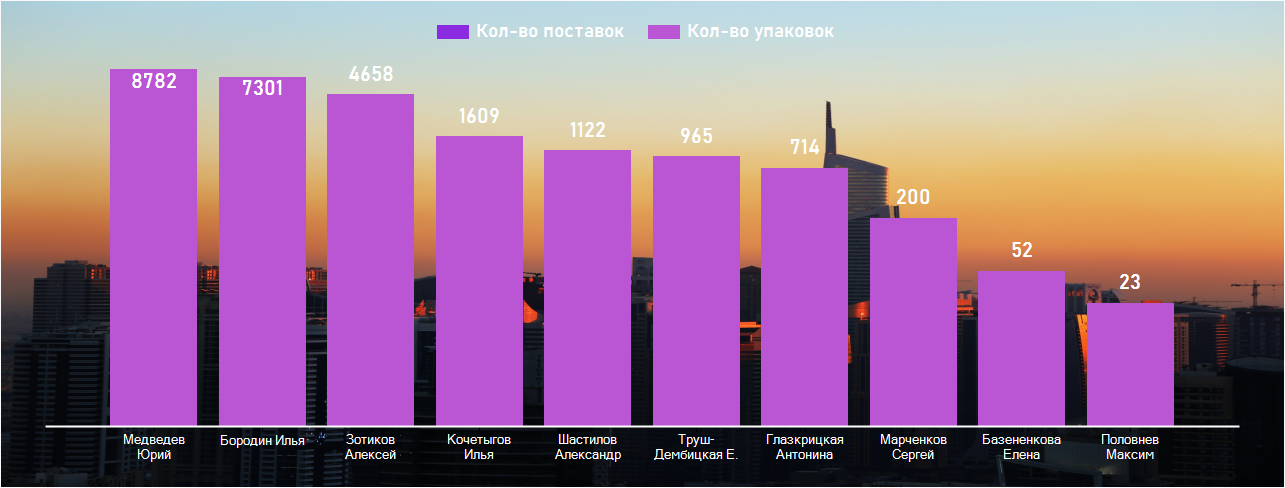 Кол-во поставок Кол-во упаковок
8782 7301 4658 1609 1122 965 714 200 52 23
Медведев Юрий
Бородин Илья
Зотиков Алексей
Кочетыгов Илья
Шастилов Александр
Труш-
Дембицкая Е.
Глазкрицкая Антонина
Марченков Сергей
Базененкова Елена
Половнев Максим